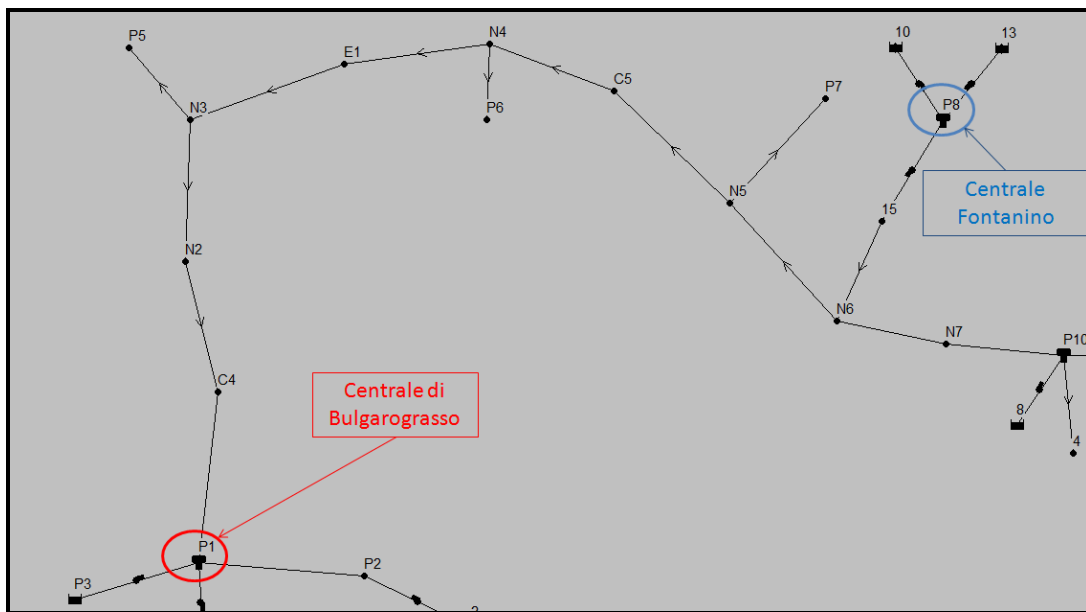 10
13
N4
P5
E1
C5
P7
P8
N3
P6
Centrale
Fontanino
N5
15
N2
N6
N7
P10
C4
Centrale di
Bulgarograsso
8
4
P1
P2
P3